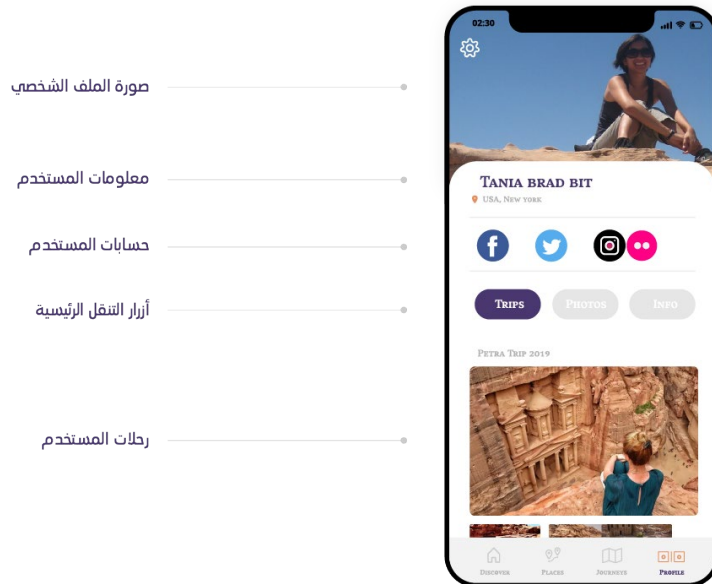 صورة الملف الشخصي
معلومات المستخدم
حسابات المستخدم
أزرار التنقل الرئيسية
رحلات المستخدم
02:30
TANIA BRAD BIT
USA, NEW YORK
TRIPS PHOTOS INFO
PETRA TRIP 2019
DISCOVER PLACES JOURNEYS PROFILE